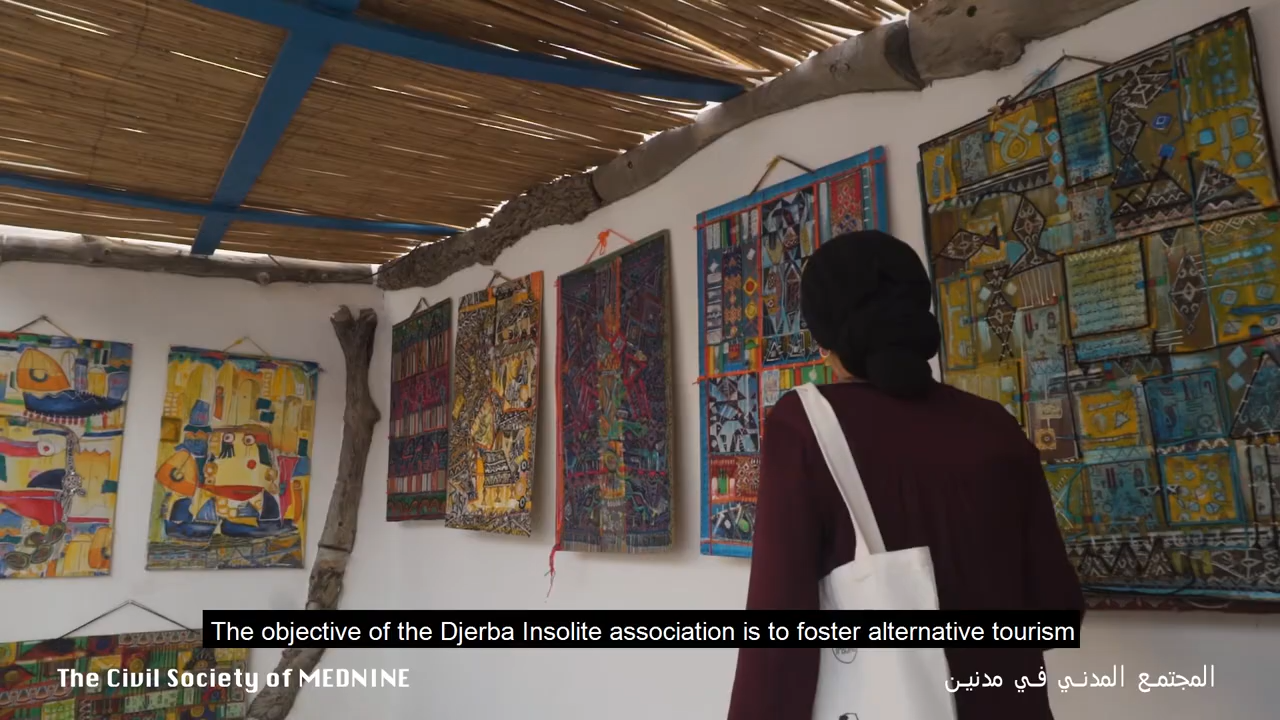 The objective of the Djerba Insolite association is to foster alternative tourism
The Civil Society of MEDNINE
المجتمع المدني في مدنين